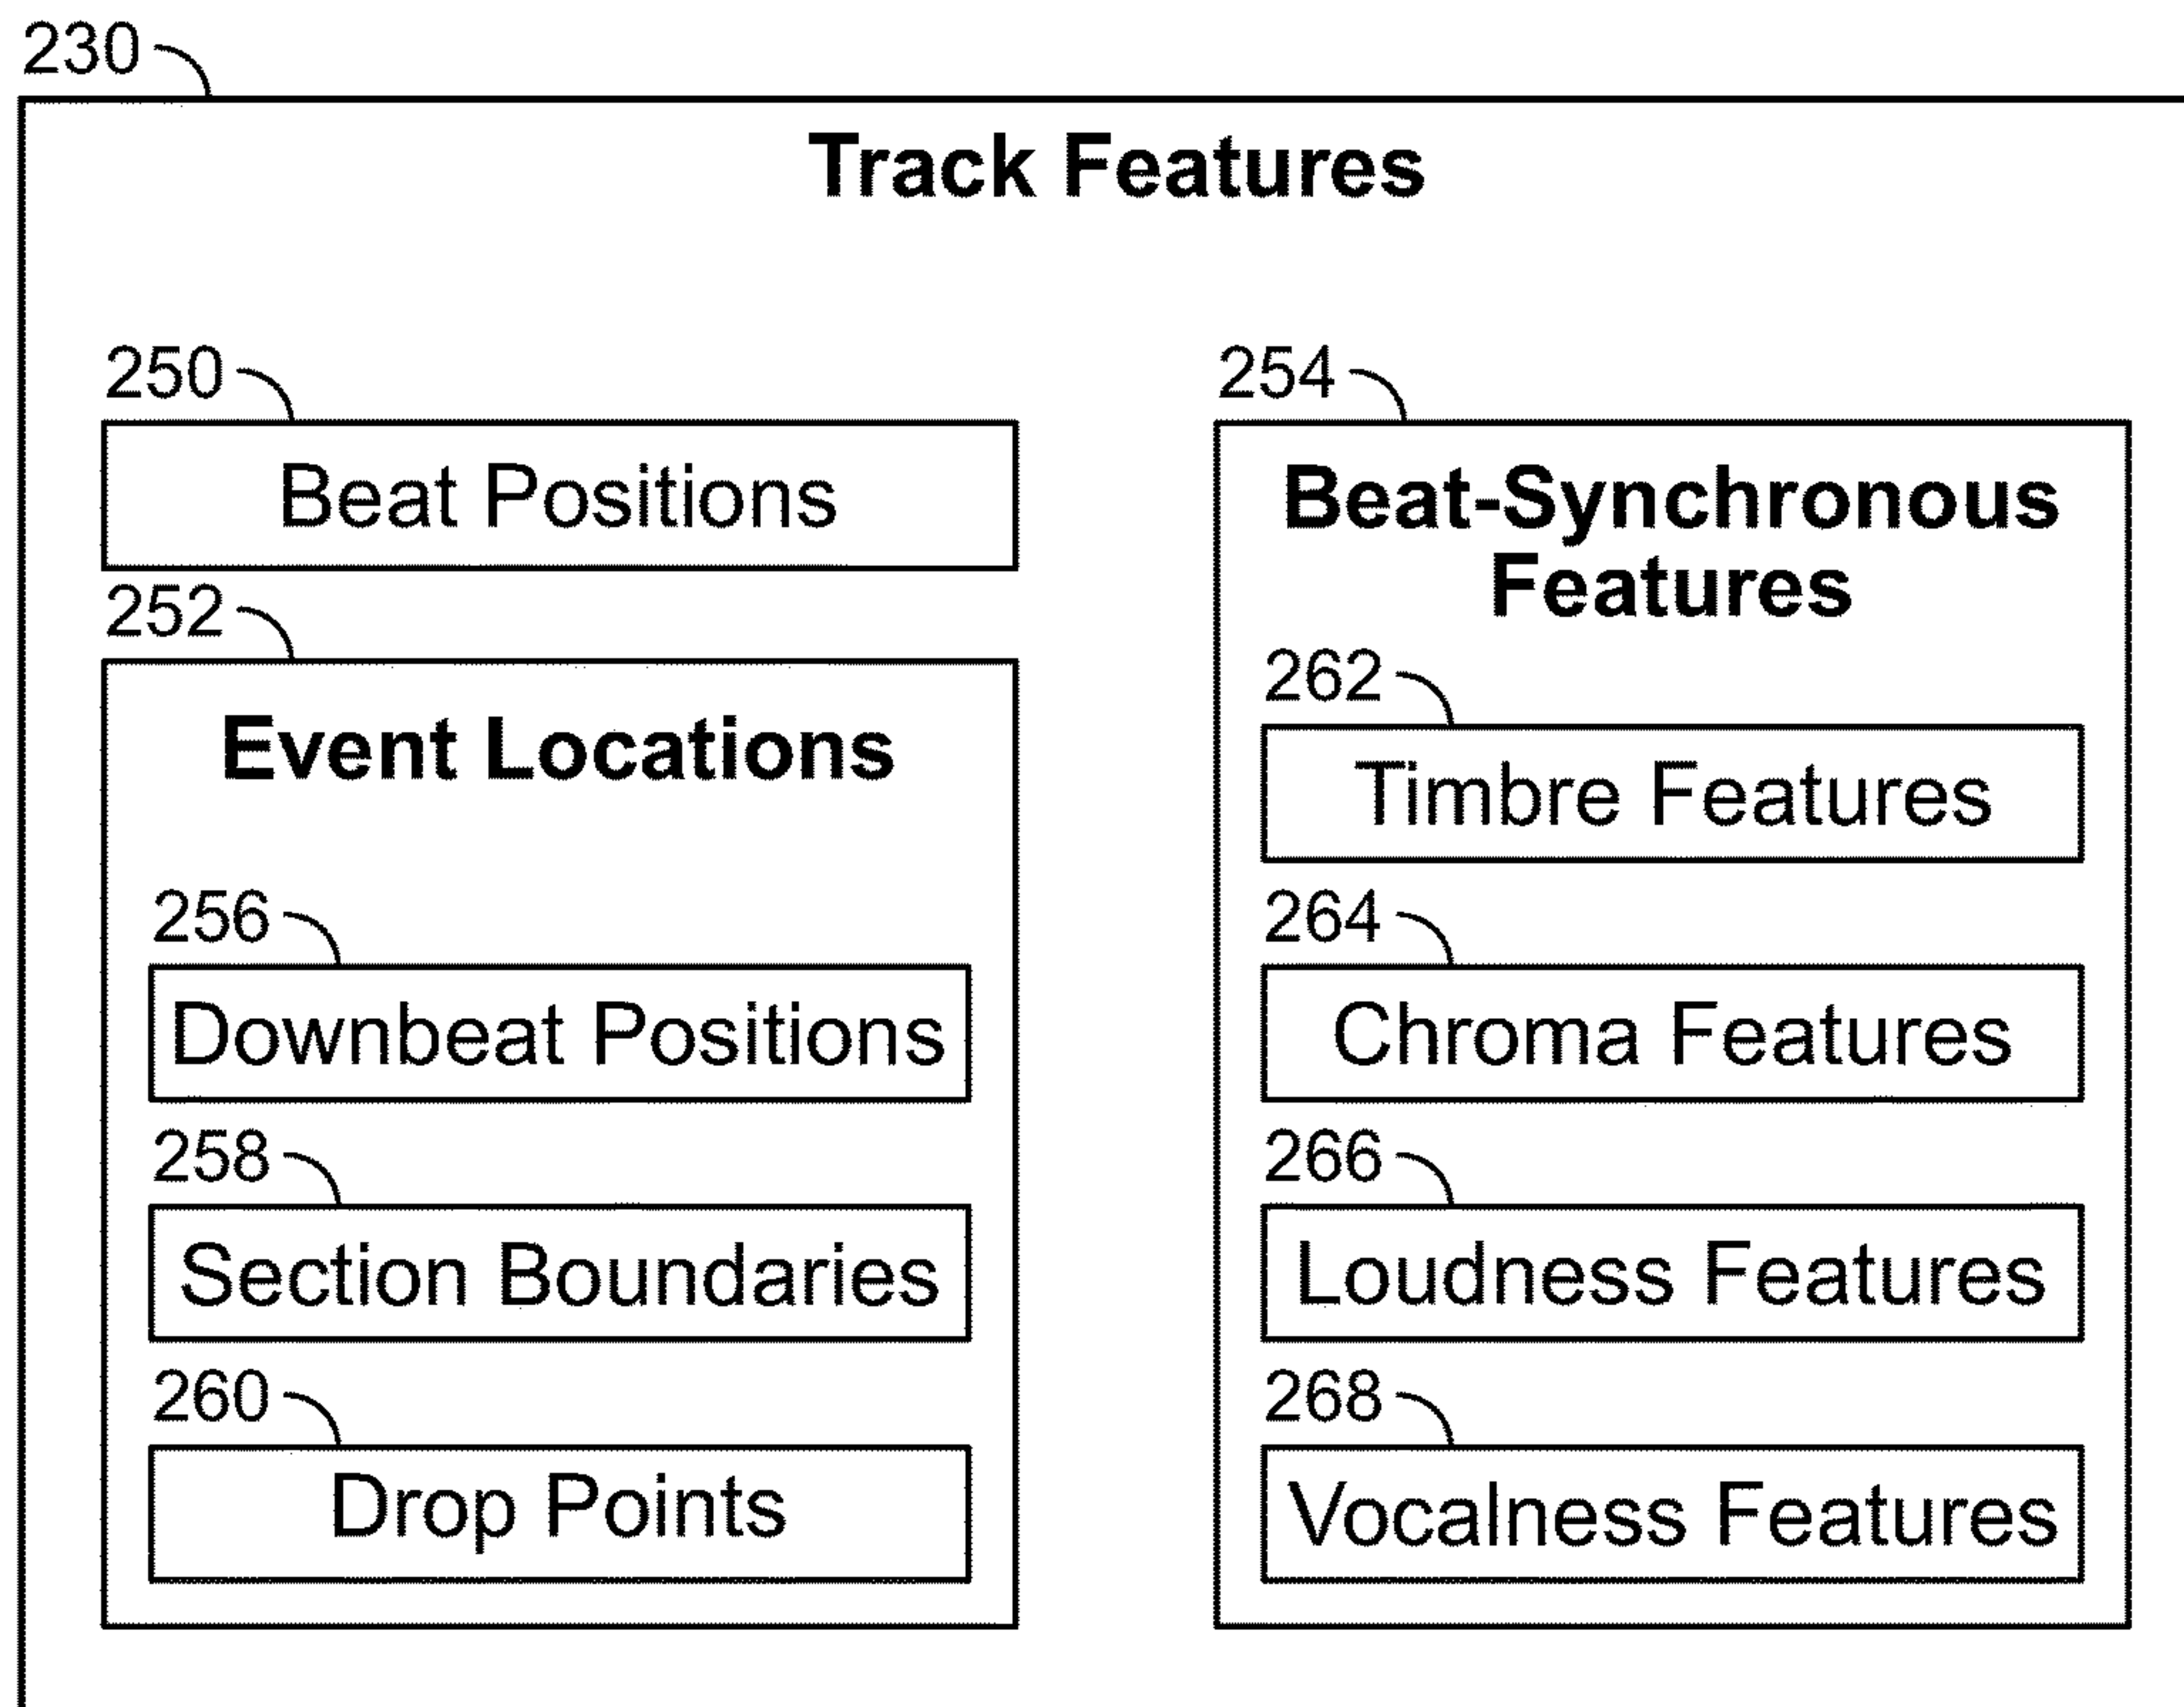 230
Track Features
250
Beat Positions
252
Event Locations
256
Downbeat Positions
258
Section Boundaries
260
Drop Points
254
Beat-Synchronous
Features
262
Timbre Features
264
Chroma Features
266
Loudness Features
268
Vocalness Features